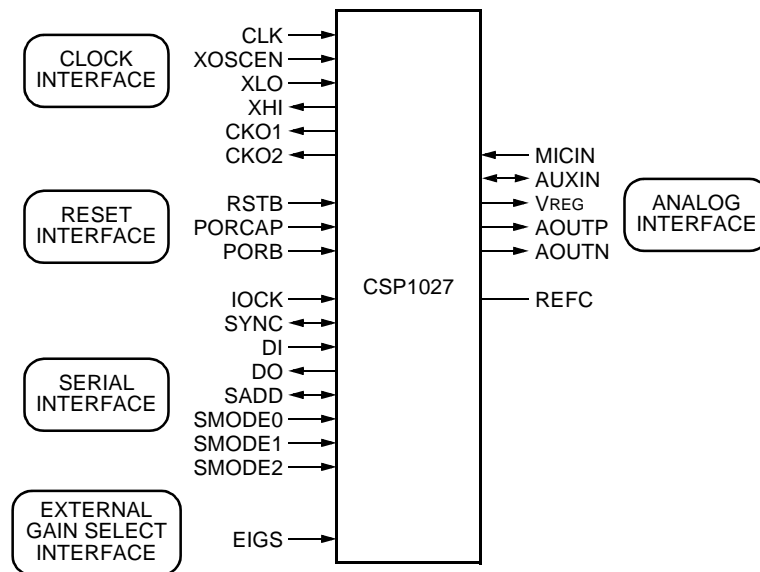 CLOCK
INTERFACE
CLK
XOSCEN
XLO
XHI
CKO1
CKO2
RESET
INTERFACE
RSTB
PORCAP
PORB
SERIAL
INTERFACE
IOCK
SYNC
DI
DO
SADD
SMODE0
SMODE1
SMODE2
EXTERNAL
GAIN SELECT
INTERFACE
EIGS
CSP1027
MICIN
AUXIN
VREG
AOUTP
AOUTN
REFC
ANALOG
INTERFACE